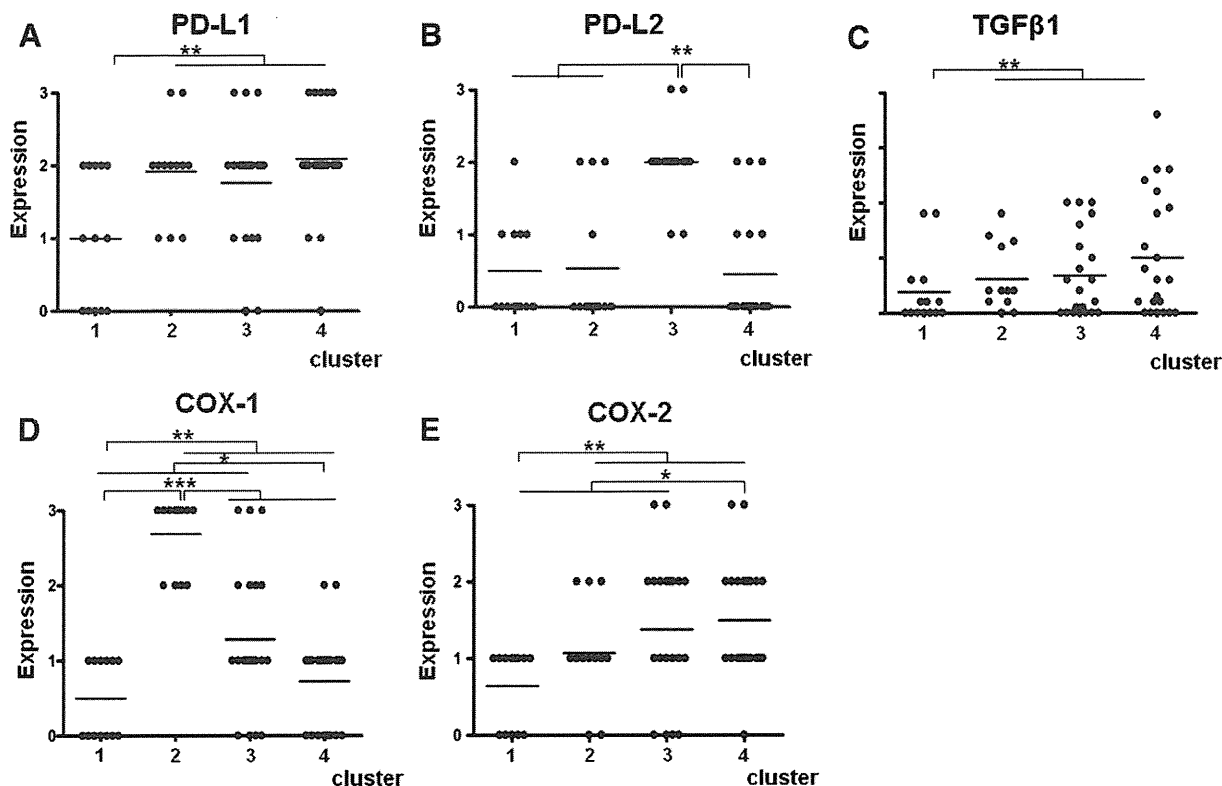 A PD-L1
**
Expression
3
2
1
0
1 2 3 4
cluster
B PD-L2
**
Expression
3
2
1
0
1 2 3 4
cluster
C TGFβ1
**
Expression
1 2 3 4
cluster
D COX-1
**
*
***
Expression
3
2
1
0
1 2 3 4
cluster
E COX-2
**
*
Expression
3
2
1
0
1 2 3 4
cluster